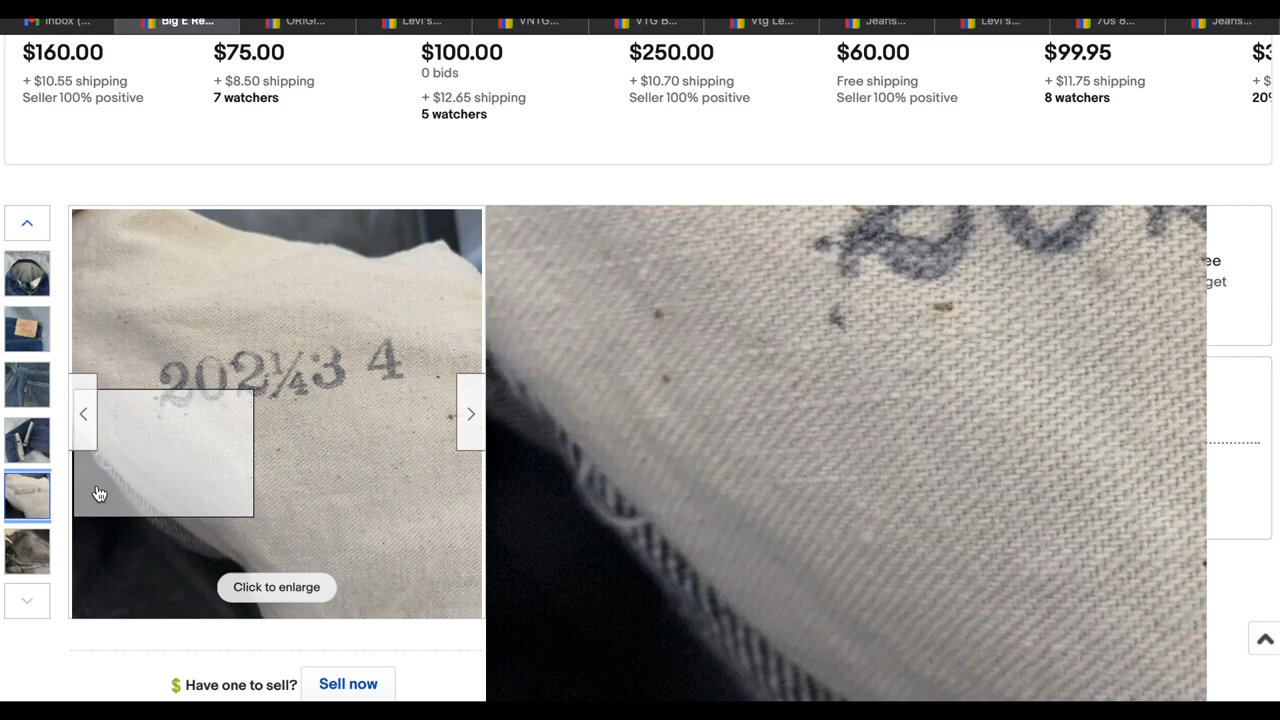 Inbox (...
Big E Re...
ORIGI...
Levi's...
VNTG...
VTG B...
Vtg Le...
Jeans...
Levi's...
70s 8...
Jeans...
$160.00
+ $10.55 shipping
Seller 100% positive
$75.00
+ $8.50 shipping
7 watchers
$100.00
0 bids
+ $12.65 shipping
5 watchers
$250.00
+ $10.70 shipping
Seller 100% positive
$60.00
Free shipping
Seller 100% positive
$99.95
+ $11.75 shipping
8 watchers
+ $
202¼3 4
Click to enlarge
ee
get
Have one to sell?
Sell now